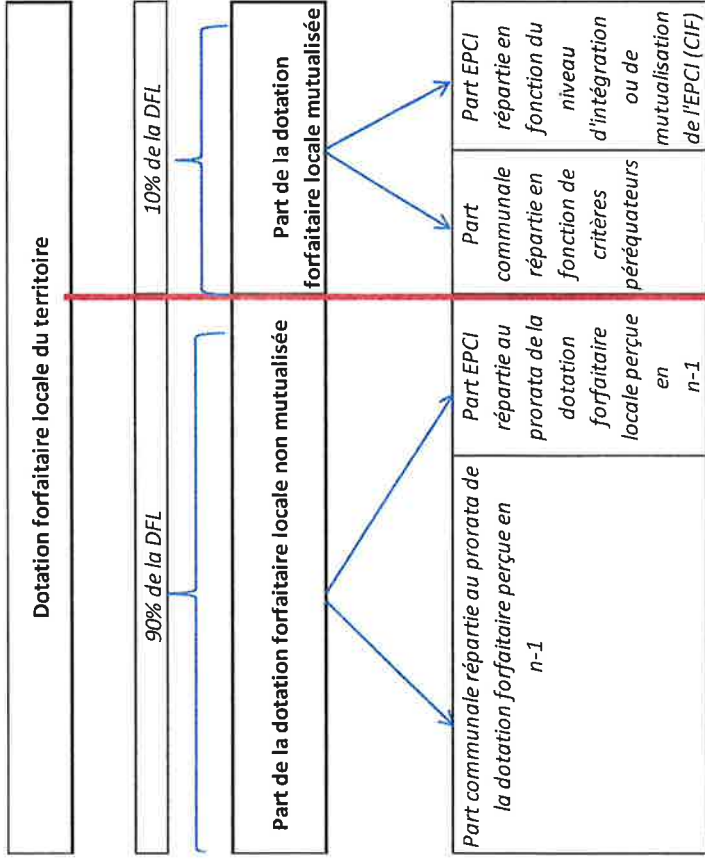 Dotation forfaitaire locale du territoire
90% de la DFL
10% de la DFL
Part de la dotation forfaitaire locale non mutualisée
Part de la dotation
forfaitaire locale mutualisée
Part communale répartie au prorata de
la dotation forfaitaire perçue en
n-1
Part EPCI
répartie au
prorata de la
dotation
forfaitaire
locale perçue
en
n-1
Part
communale
répartie en
fonction de
critères
péréquateurs
Part EPCI
répartie en
fonction du
niveau
d'intégration
ou de
mutualisation
de l'EPCI (CIF)